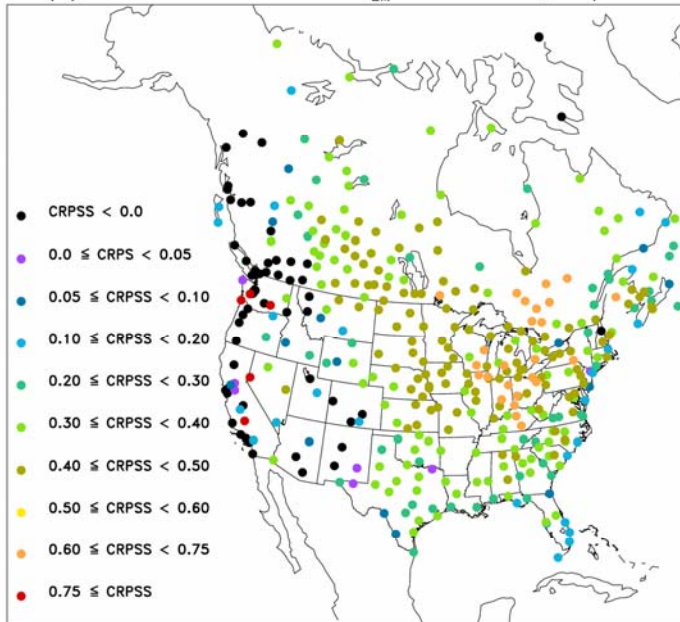 CRPSS < 0.0
0.0 ≦ CRPS < 0.05
0.05 ≦ CRPSS < 0.10
0.10 ≦ CRPSS < 0.20
0.20 ≦ CRPSS < 0.30
0.30 ≦ CRPSS < 0.40
0.40 ≦ CRPSS < 0.50
0.50 ≦ CRPSS < 0.60
0.60 ≦ CRPSS < 0.75
0.75 ≦ CRPSS